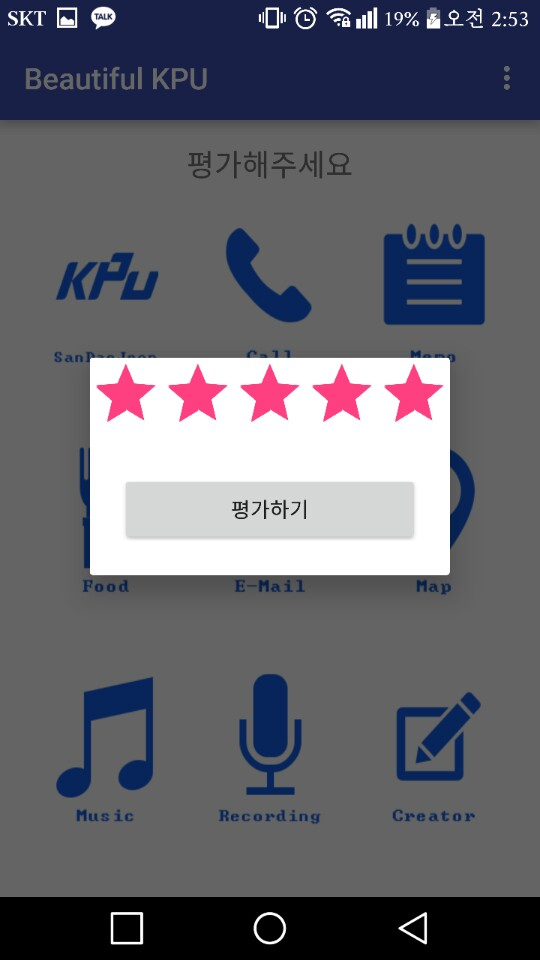 SKT TALK 19% 오전 2:53
Beautiful KPU
평가해주세요
KPU
Call
평가하기
Food E-Mail Map
Music Recording Creator